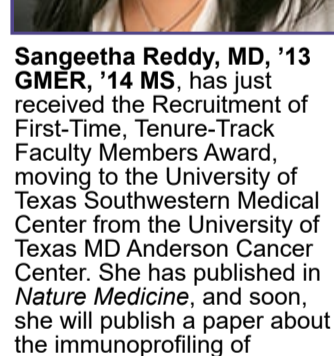 Sangeetha Reddy, MD, ’13
GMER, ’14 MS, has just
received the Recruitment of
First-Time, Tenure-Track
Faculty Members Award,
moving to the University of
Texas Southwestern Medical
Center from the University of
Texas MD Anderson Cancer
Center. She has published in
Nature Medicine, and soon,
she will publish a paper about
the immunoprofiling of